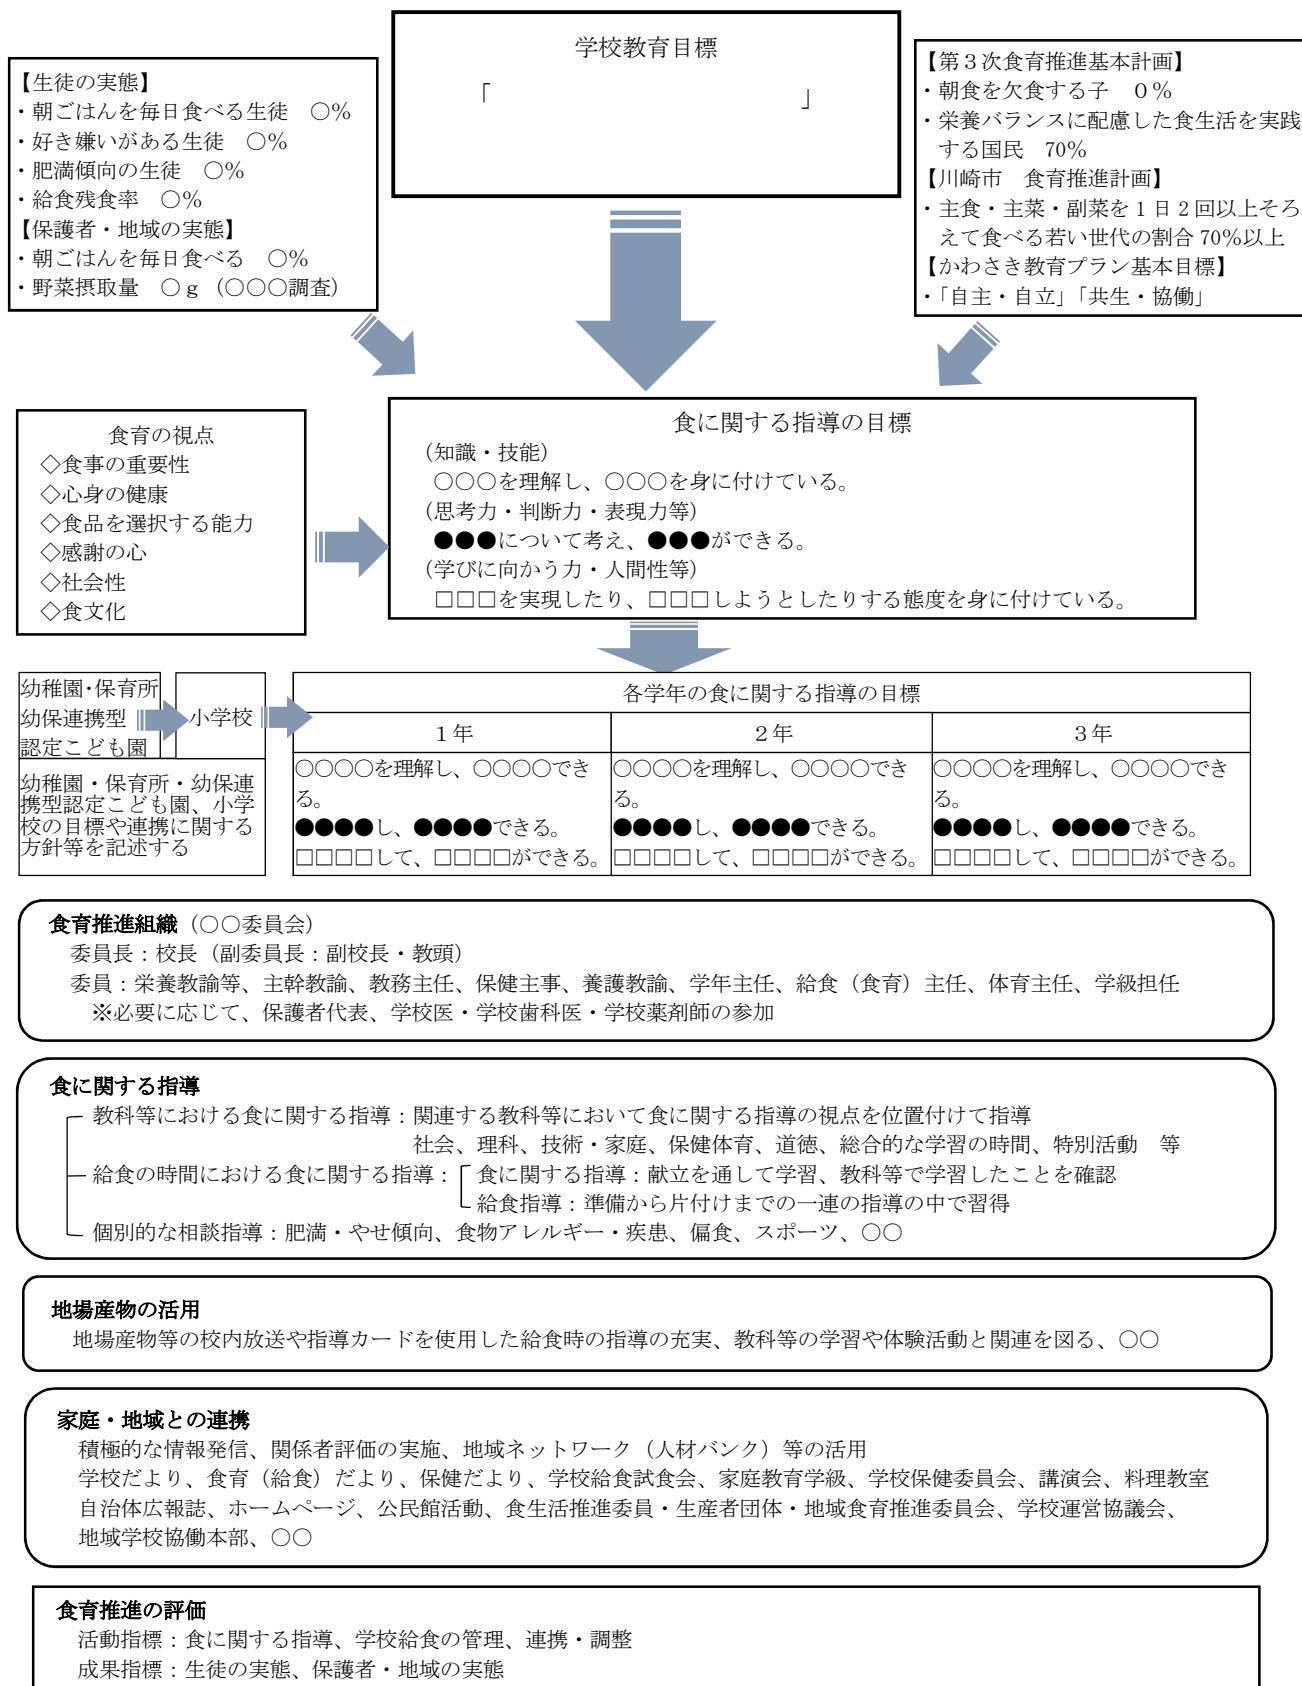 学校教育目標
「　　　　　　　　　　　　　　」
【生徒の実態】
・朝ごはんを毎日食べる生徒　〇％
・好き嫌いがある生徒　〇％
・肥満傾向の生徒　〇％
・給食残食率　〇％
【保護者・地域の実態】
・朝ごはんを毎日食べる　〇％
・野菜摂取量　〇ｇ（〇〇〇調査）
【第３次食育推進基本計画】
・朝食を欠食する子　０％
・栄養バランスに配慮した食生活を実践
する国民　70％
【川崎市　食育推進計画】
・主食・主菜・副菜を１日２回以上そろ
えて食べる若い世代の割合 70％以上
【かわさき教育プラン基本目標】
・「自主・自立」「共生・協働」
食育の視点
◇食事の重要性
◇心身の健康
◇食品を選択する能力
◇感謝の心
◇社会性
◇食文化
食に関する指導の目標
（知識・技能）
〇〇〇を理解し、〇〇〇を身に付けている。
（思考力・判断力・表現力等）
●●●について考え、●●●ができる。
（学びに向かう力・人間性等）
□□□を実現したり、□□□しようとしたりする態度を身に付けている。
幼稚園・保育所
幼保連携型
認定こども園
小学校
幼稚園・保育所・幼保連
携型認定こども園、小学
校の目標や連携に関する
方針等を記述する
各学年の食に関する指導の目標
１年
２年
３年
〇〇〇〇を理解し、〇〇〇〇でき
る。
●●●●し、●●●●できる。
□□□□して、□□□□ができる。
〇〇〇〇を理解し、〇〇〇〇でき
る。
●●●●し、●●●●できる。
□□□□して、□□□□ができる。
〇〇〇〇を理解し、〇〇〇〇でき
る。
●●●●し、●●●●できる。
□□□□して、□□□□ができる。
食育推進組織（〇〇委員会）
委員長：校長（副委員長：副校長・教頭）
委員：栄養教諭等、主幹教諭、教務主任、保健主事、養護教諭、学年主任、給食（食育）主任、体育主任、学級担任
※必要に応じて、保護者代表、学校医・学校歯科医・学校薬剤師の参加
食に関する指導
教科等における食に関する指導：関連する教科等において食に関する指導の視点を位置付けて指導
社会、理科、技術・家庭、保健体育、道徳、総合的な学習の時間、特別活動　等
給食の時間における食に関する指導：食に関する指導：献立を通して学習、教科等で学習したことを確認
給食指導：準備から片付けまでの一連の指導の中で習得
個別的な相談指導：肥満・やせ傾向、食物アレルギー・疾患、偏食、スポーツ、〇〇
地場産物の活用
地場産物等の校内放送や指導カードを使用した給食時の指導の充実、教科等の学習や体験活動と関連を図る、〇〇
家庭・地域との連携
積極的な情報発信、関係者評価の実施、地域ネットワーク（人材バンク）等の活用
学校だより、食育（給食）だより、保健だより、学校給食試食会、家庭教育学級、学校保健委員会、講演会、料理教室
自治体広報誌、ホームページ、公民館活動、食生活推進委員・生産者団体・地域食育推進委員会、学校運営協議会、
地域学校協働本部、〇〇
食育推進の評価
活動指標：食に関する指導、学校給食の管理、連携・調整
成果指標：生徒の実態、保護者・地域の実態